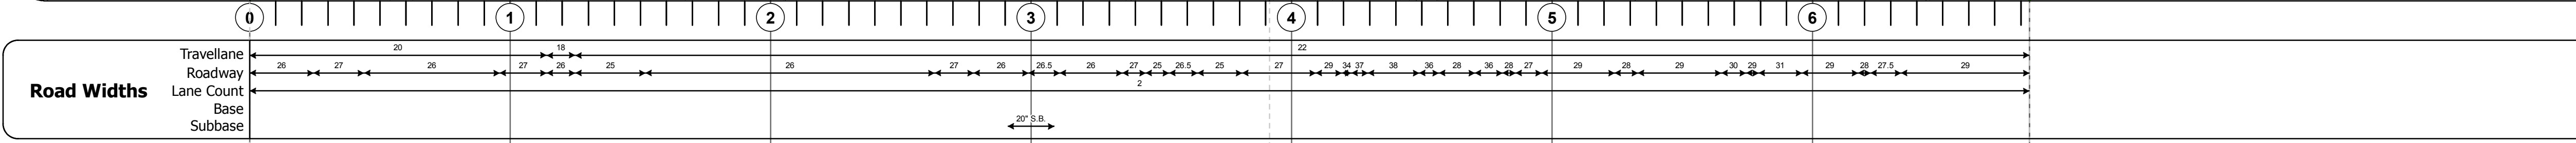 0 1 2 3 4 5 6
20 18 22
Travellane
26 27 26 27 26 25 26 27 26 26.5 26 27 25 26.5 25 27 29 34 37 38 36 28 36 28 27 29 28 29 30 29 31 29 28 27.5 29
Roadway
2
Road Widths
Lane Count
Base
20" S.B.
Subbase